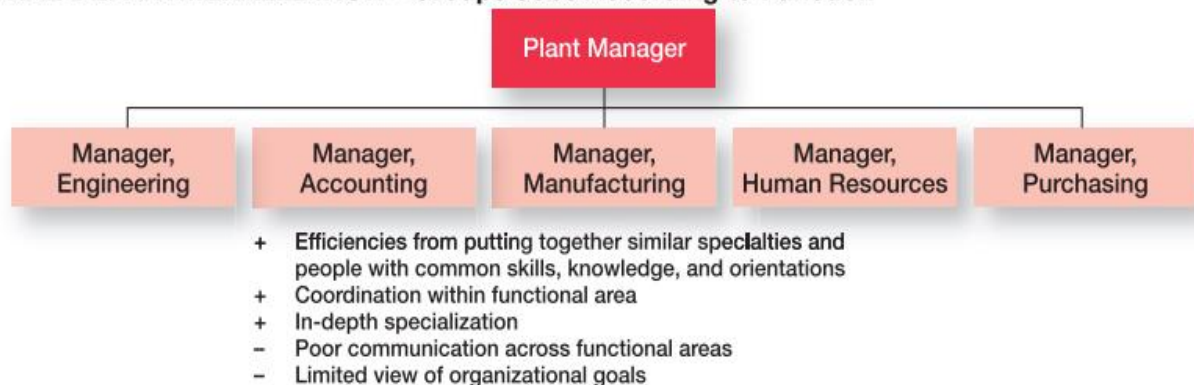 Plant Manager
Manager,
Engineering
Manager,
Accounting
Manager,
Manufacturing
Manager,
Human Resources
Manager,
Purchasing
+ Efficiencies from putting together similar specialties and
people with common skills, knowledge, and orientations
+ Coordination within functional area
+ In-depth specialization
– Poor communication across functional areas
– Limited view of organizational goals